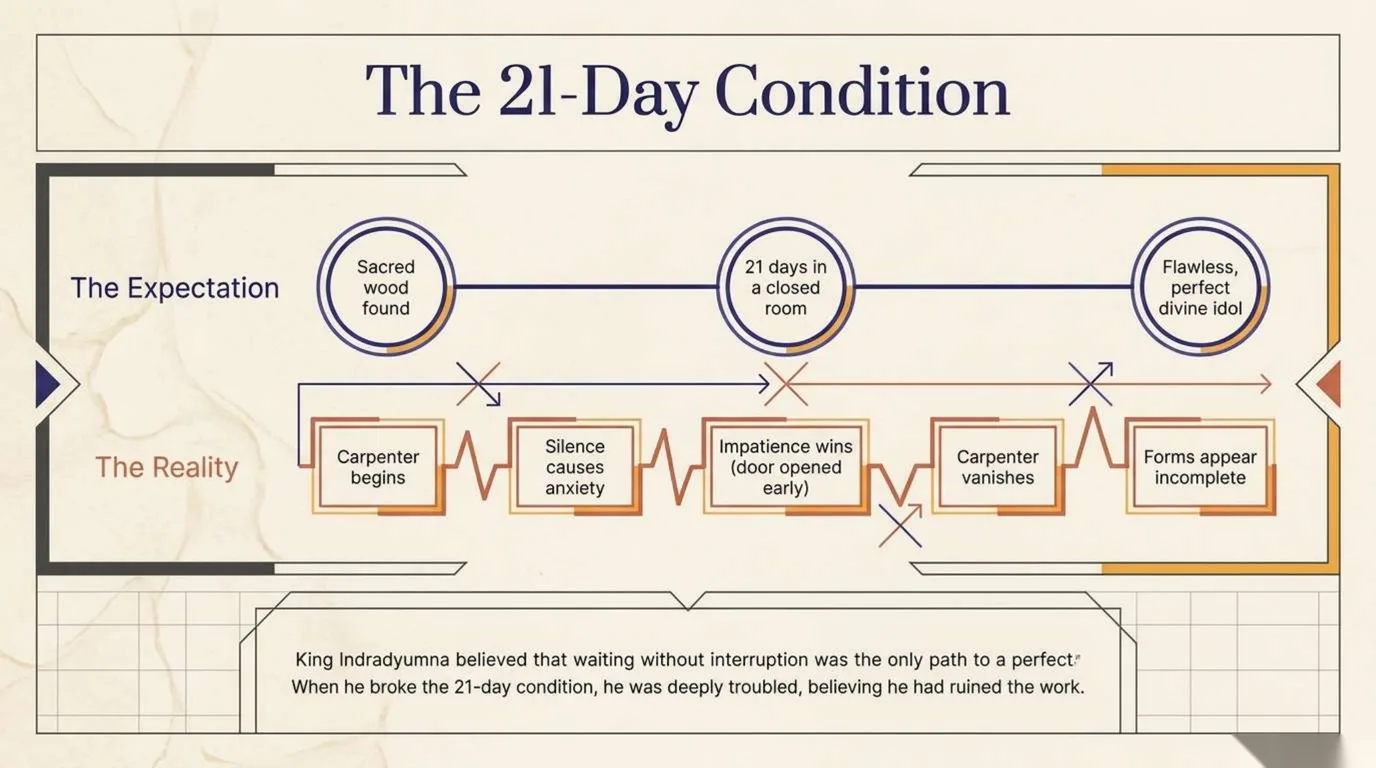 The 21-Day Condition
The Expectation
Sacred
wood
found
21 days in
a closed
room
Flawless,
perfect
divine idol
The Reality
Carpenter
begins
Silence
causes
anxiety
Impatience wins
(door opened
early)
Carpenter
vanishes
Forms appear
incomplete
King Indradyumna believed that waiting without interruption was the only path to a perfect.
When he broke the 21-day condition, he was deeply troubled, believing he had ruined the work.